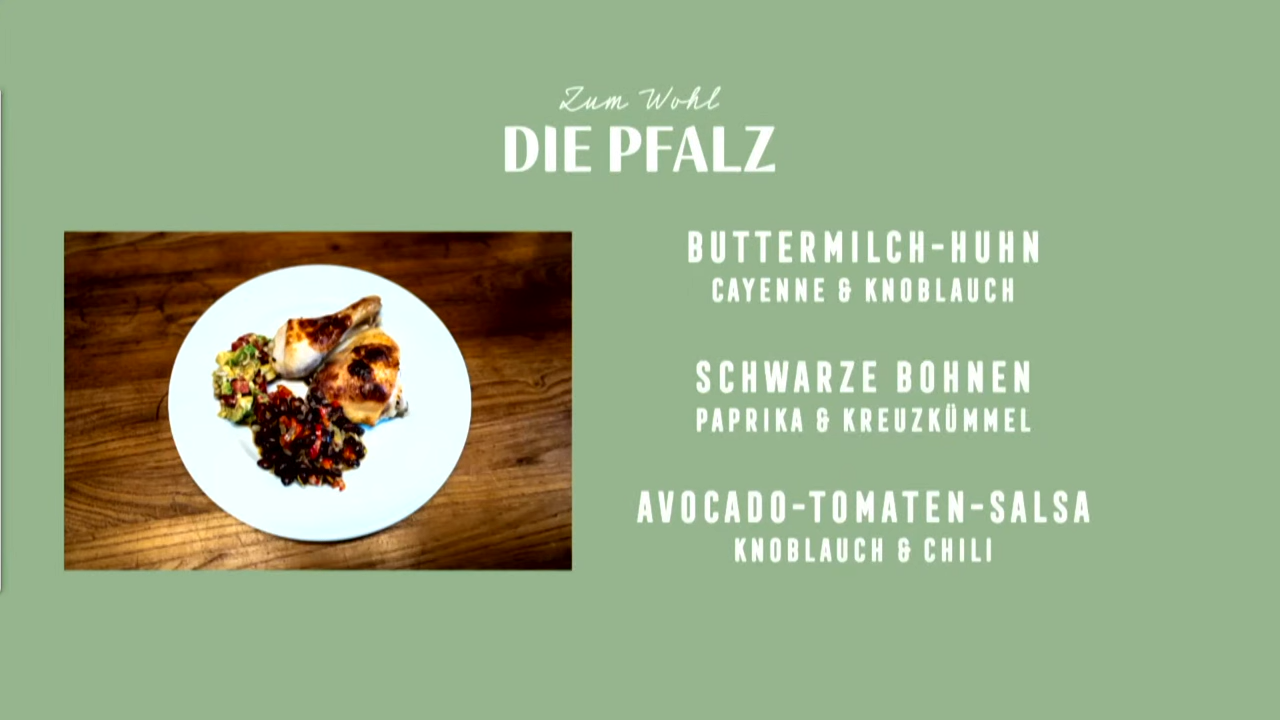 Zum Wohl
DIE PFALZ
BUTTERMILCH-HUHN
CAYENNE & KNOBLAUCH
SCHWARZE BOHNEN
PAPRIKA & KREUZKÜMMEL
AVOCADO-TOMATEN-SALSA
KNOBLAUCH & CHILI